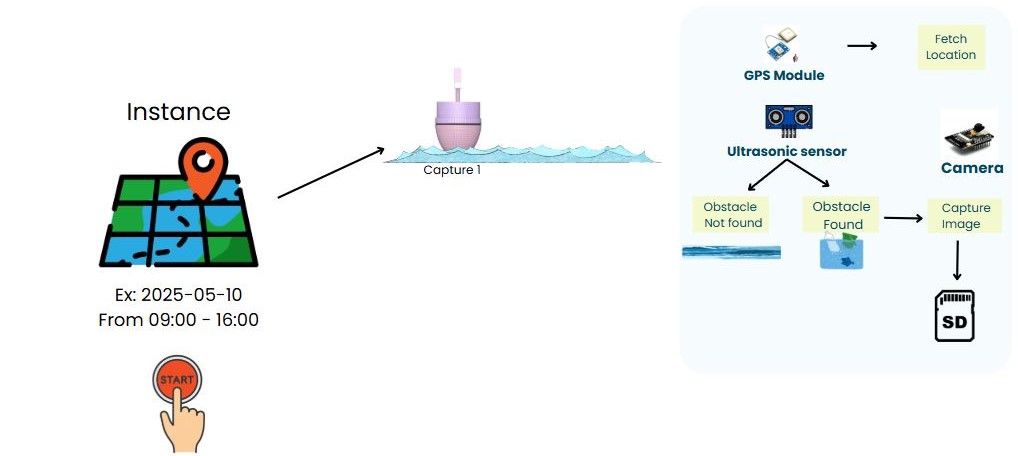 Instance
Ex: 2025-05-10
From 09:00 - 16:00
START
Capture 1
GPS Module
Fetch
Location
Ultrasonic sensor
Camera
Obstacle
Not found
Obstacle
Found
Capture
Image
SD